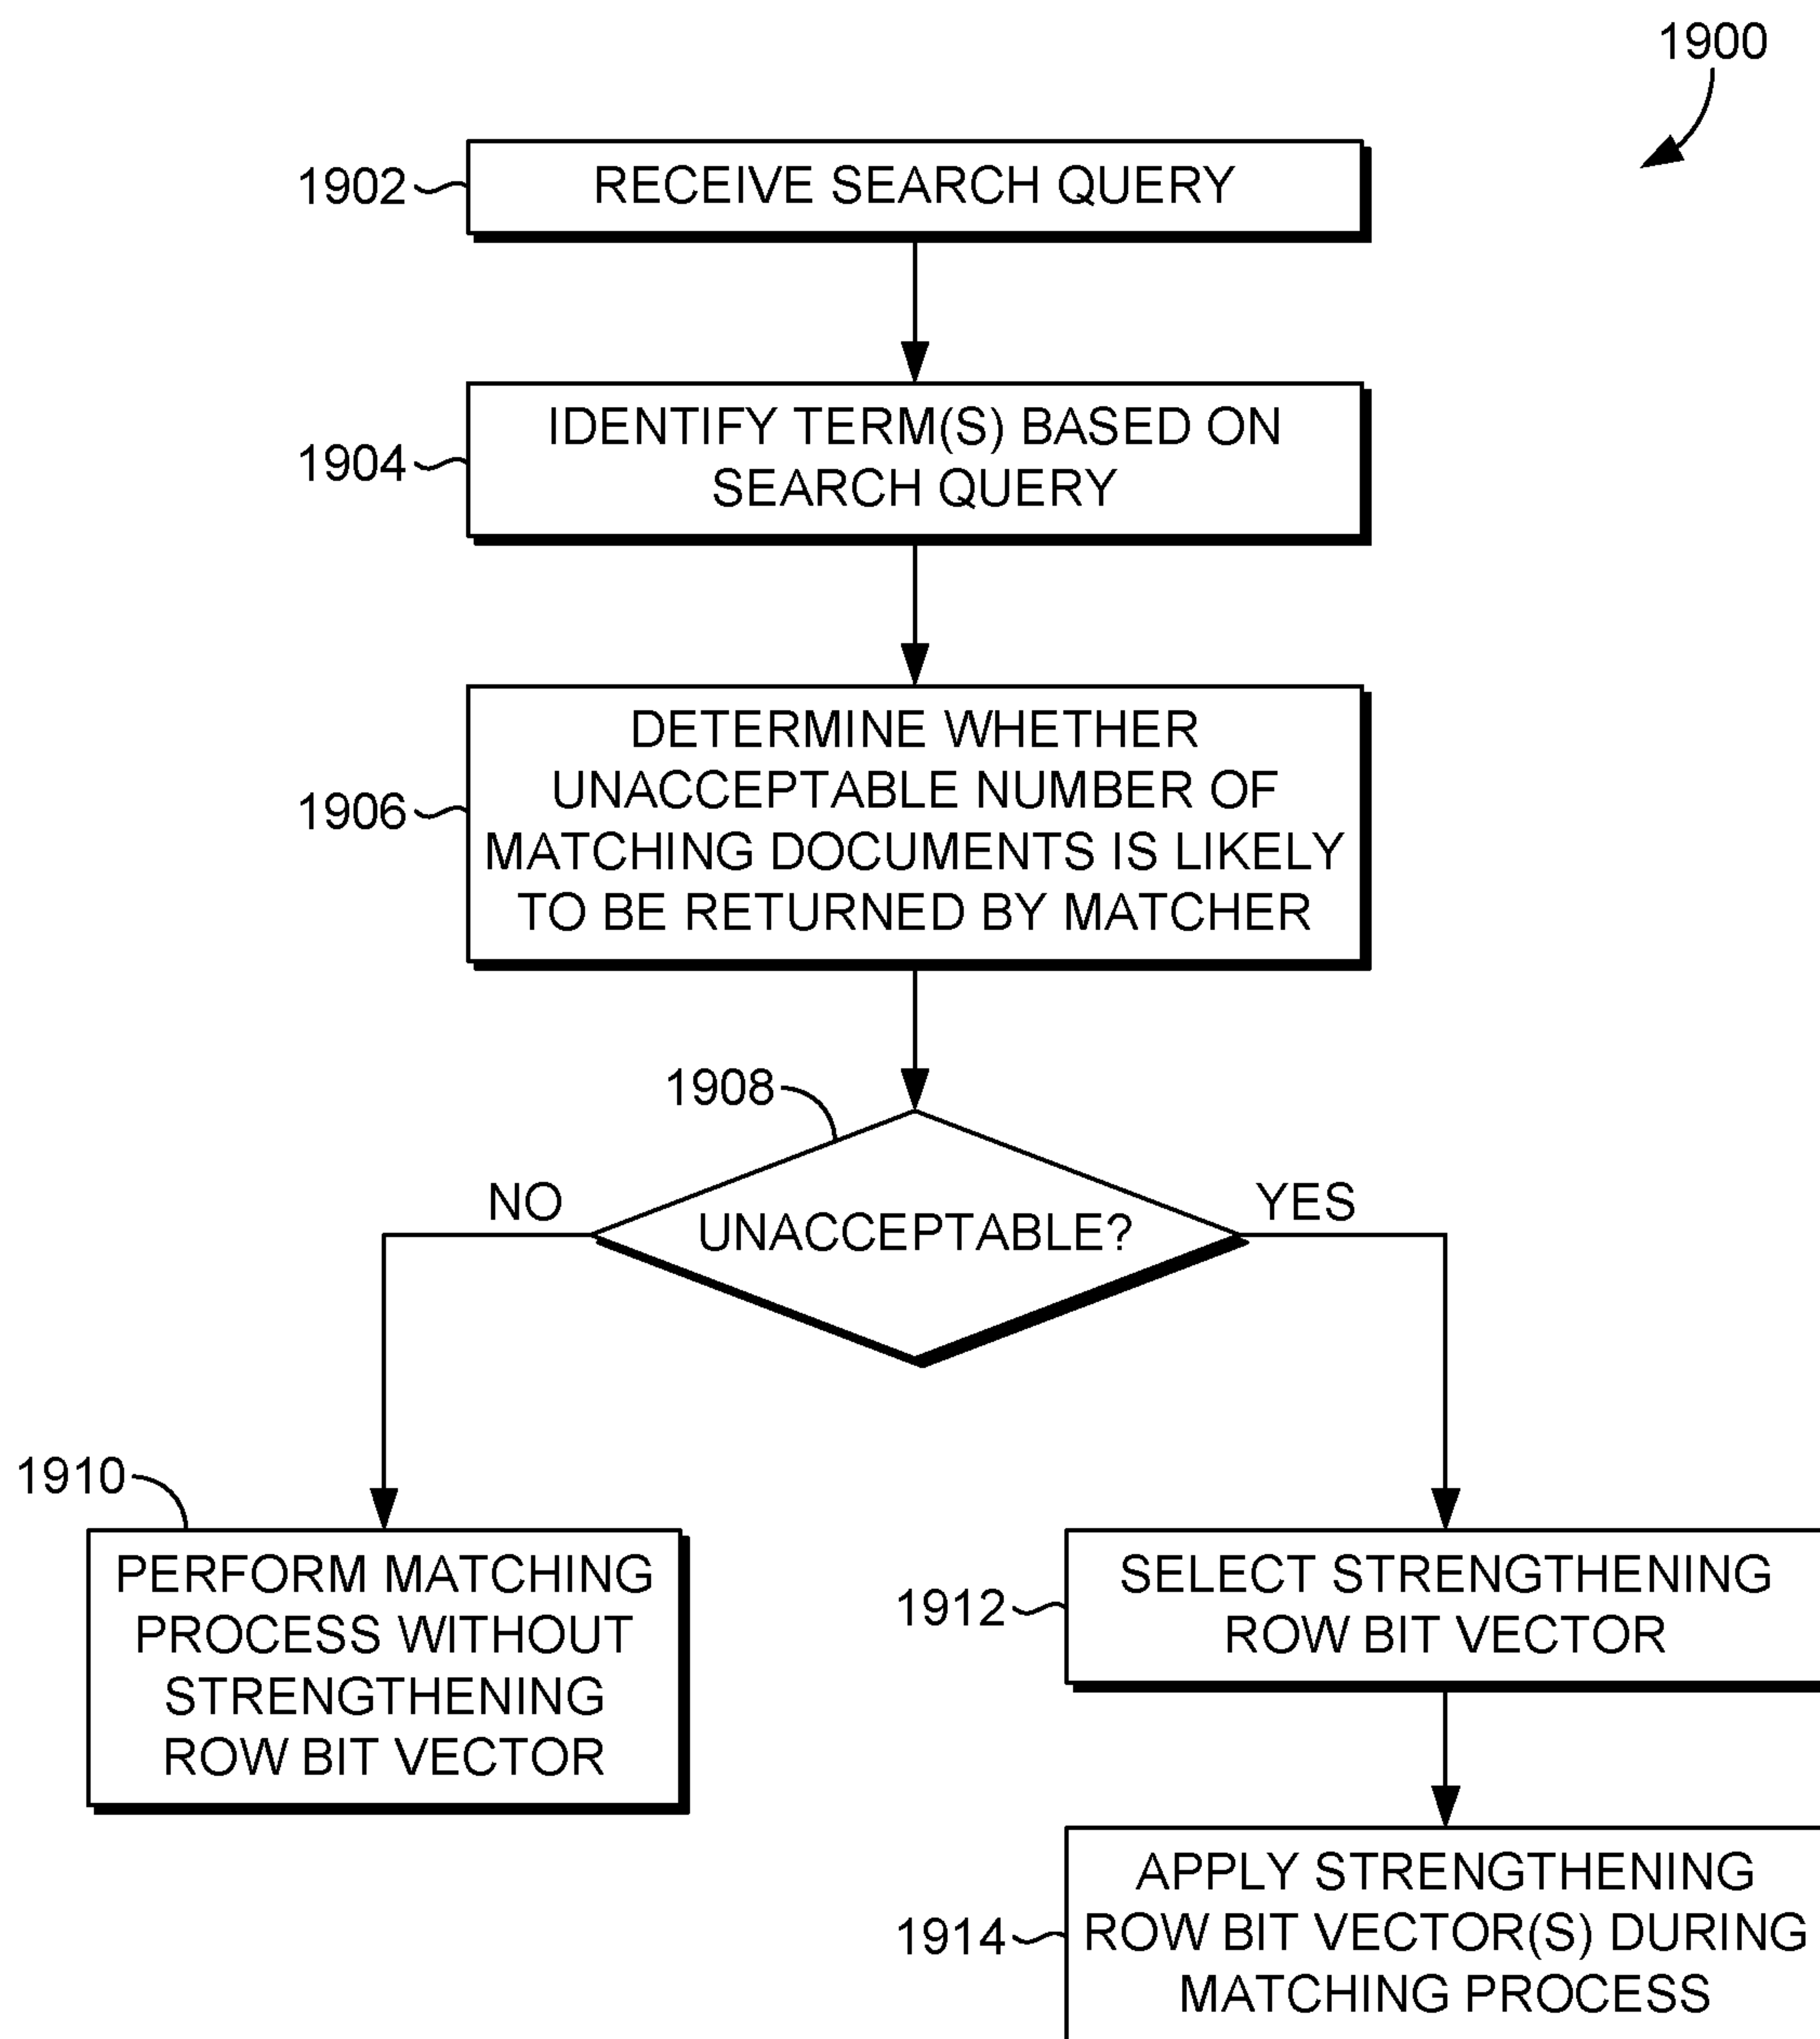 1900
1902
RECEIVE SEARCH QUERY
1904
IDENTIFY TERM(S) BASED ON
SEARCH QUERY
1906
DETERMINE WHETHER
UNACCEPTABLE NUMBER OF
MATCHING DOCUMENTS IS LIKELY
TO BE RETURNED BY MATCHER
1908
NO
UNACCEPTABLE?
YES
1910
PERFORM MATCHING
PROCESS WITHOUT
STRENGTHENING
ROW BIT VECTOR
1912
SELECT STRENGTHENING
ROW BIT VECTOR
1914
APPLY STRENGTHENING
ROW BIT VECTOR(S) DURING
MATCHING PROCESS